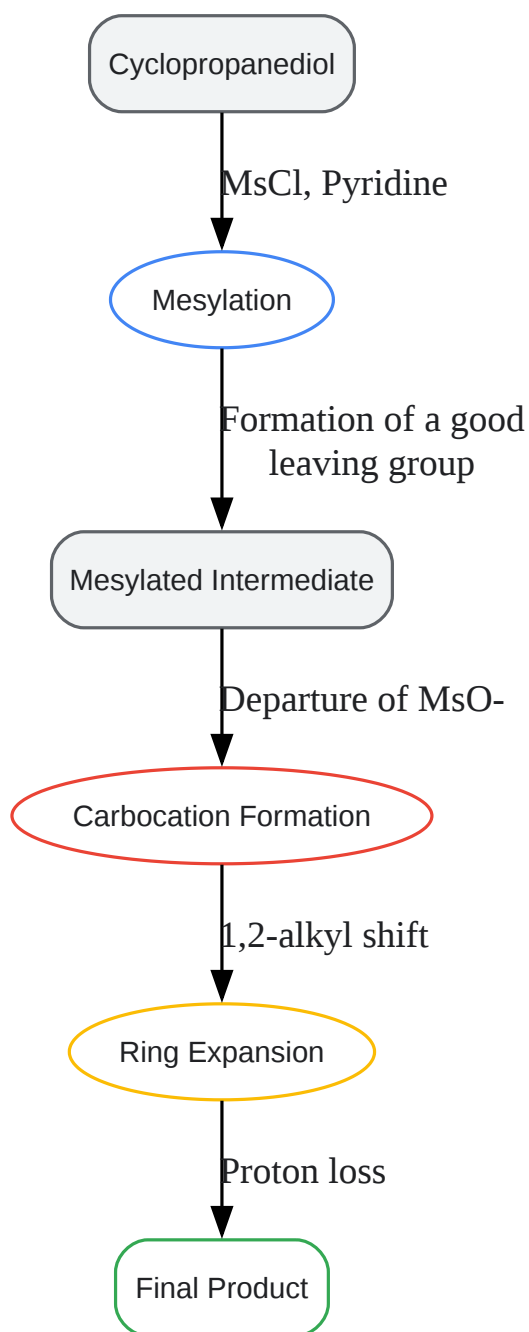 Cyclopropanediol
MsCl, Pyridine
Mesylation
Formation of a good
leaving group
Mesylated Intermediate
Departure of MsO-
Carbocation Formation
1,2-alkyl shift
Ring Expansion
Proton loss
Final Product